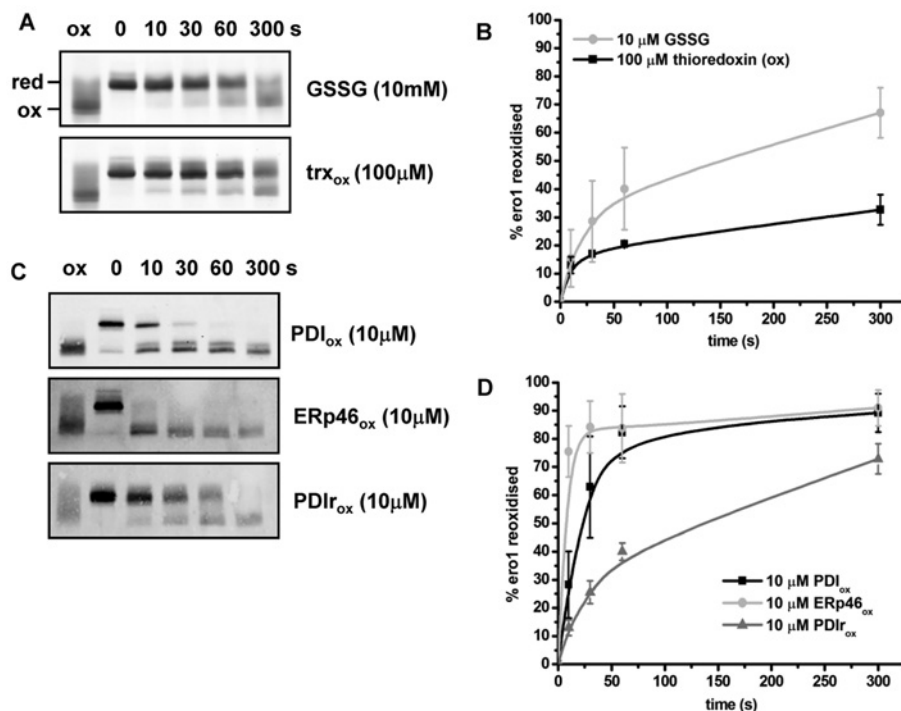 A
ox 0 10 30 60 300 s
red
ox
GSSG (10mM)
trxox (100μM)
B
10 μM GSSG
100 μM thioredoxin (ox)
% ero1 reoxidised
100
90
80
70
60
50
40
30
20
10
0
0 50 100 150 200 250 300
time (s)
C
ox 0 10 30 60 300 s
PDIox (10μM)
ERp46ox (10μM)
PDIrox (10μM)
D
% ero1 reoxidised
100
90
80
70
60
50
40
30
20
10
0
10 μM PDIox
10 μM ERp46ox
10 μM PDIrox
0 50 100 150 200 250 300
time (s)